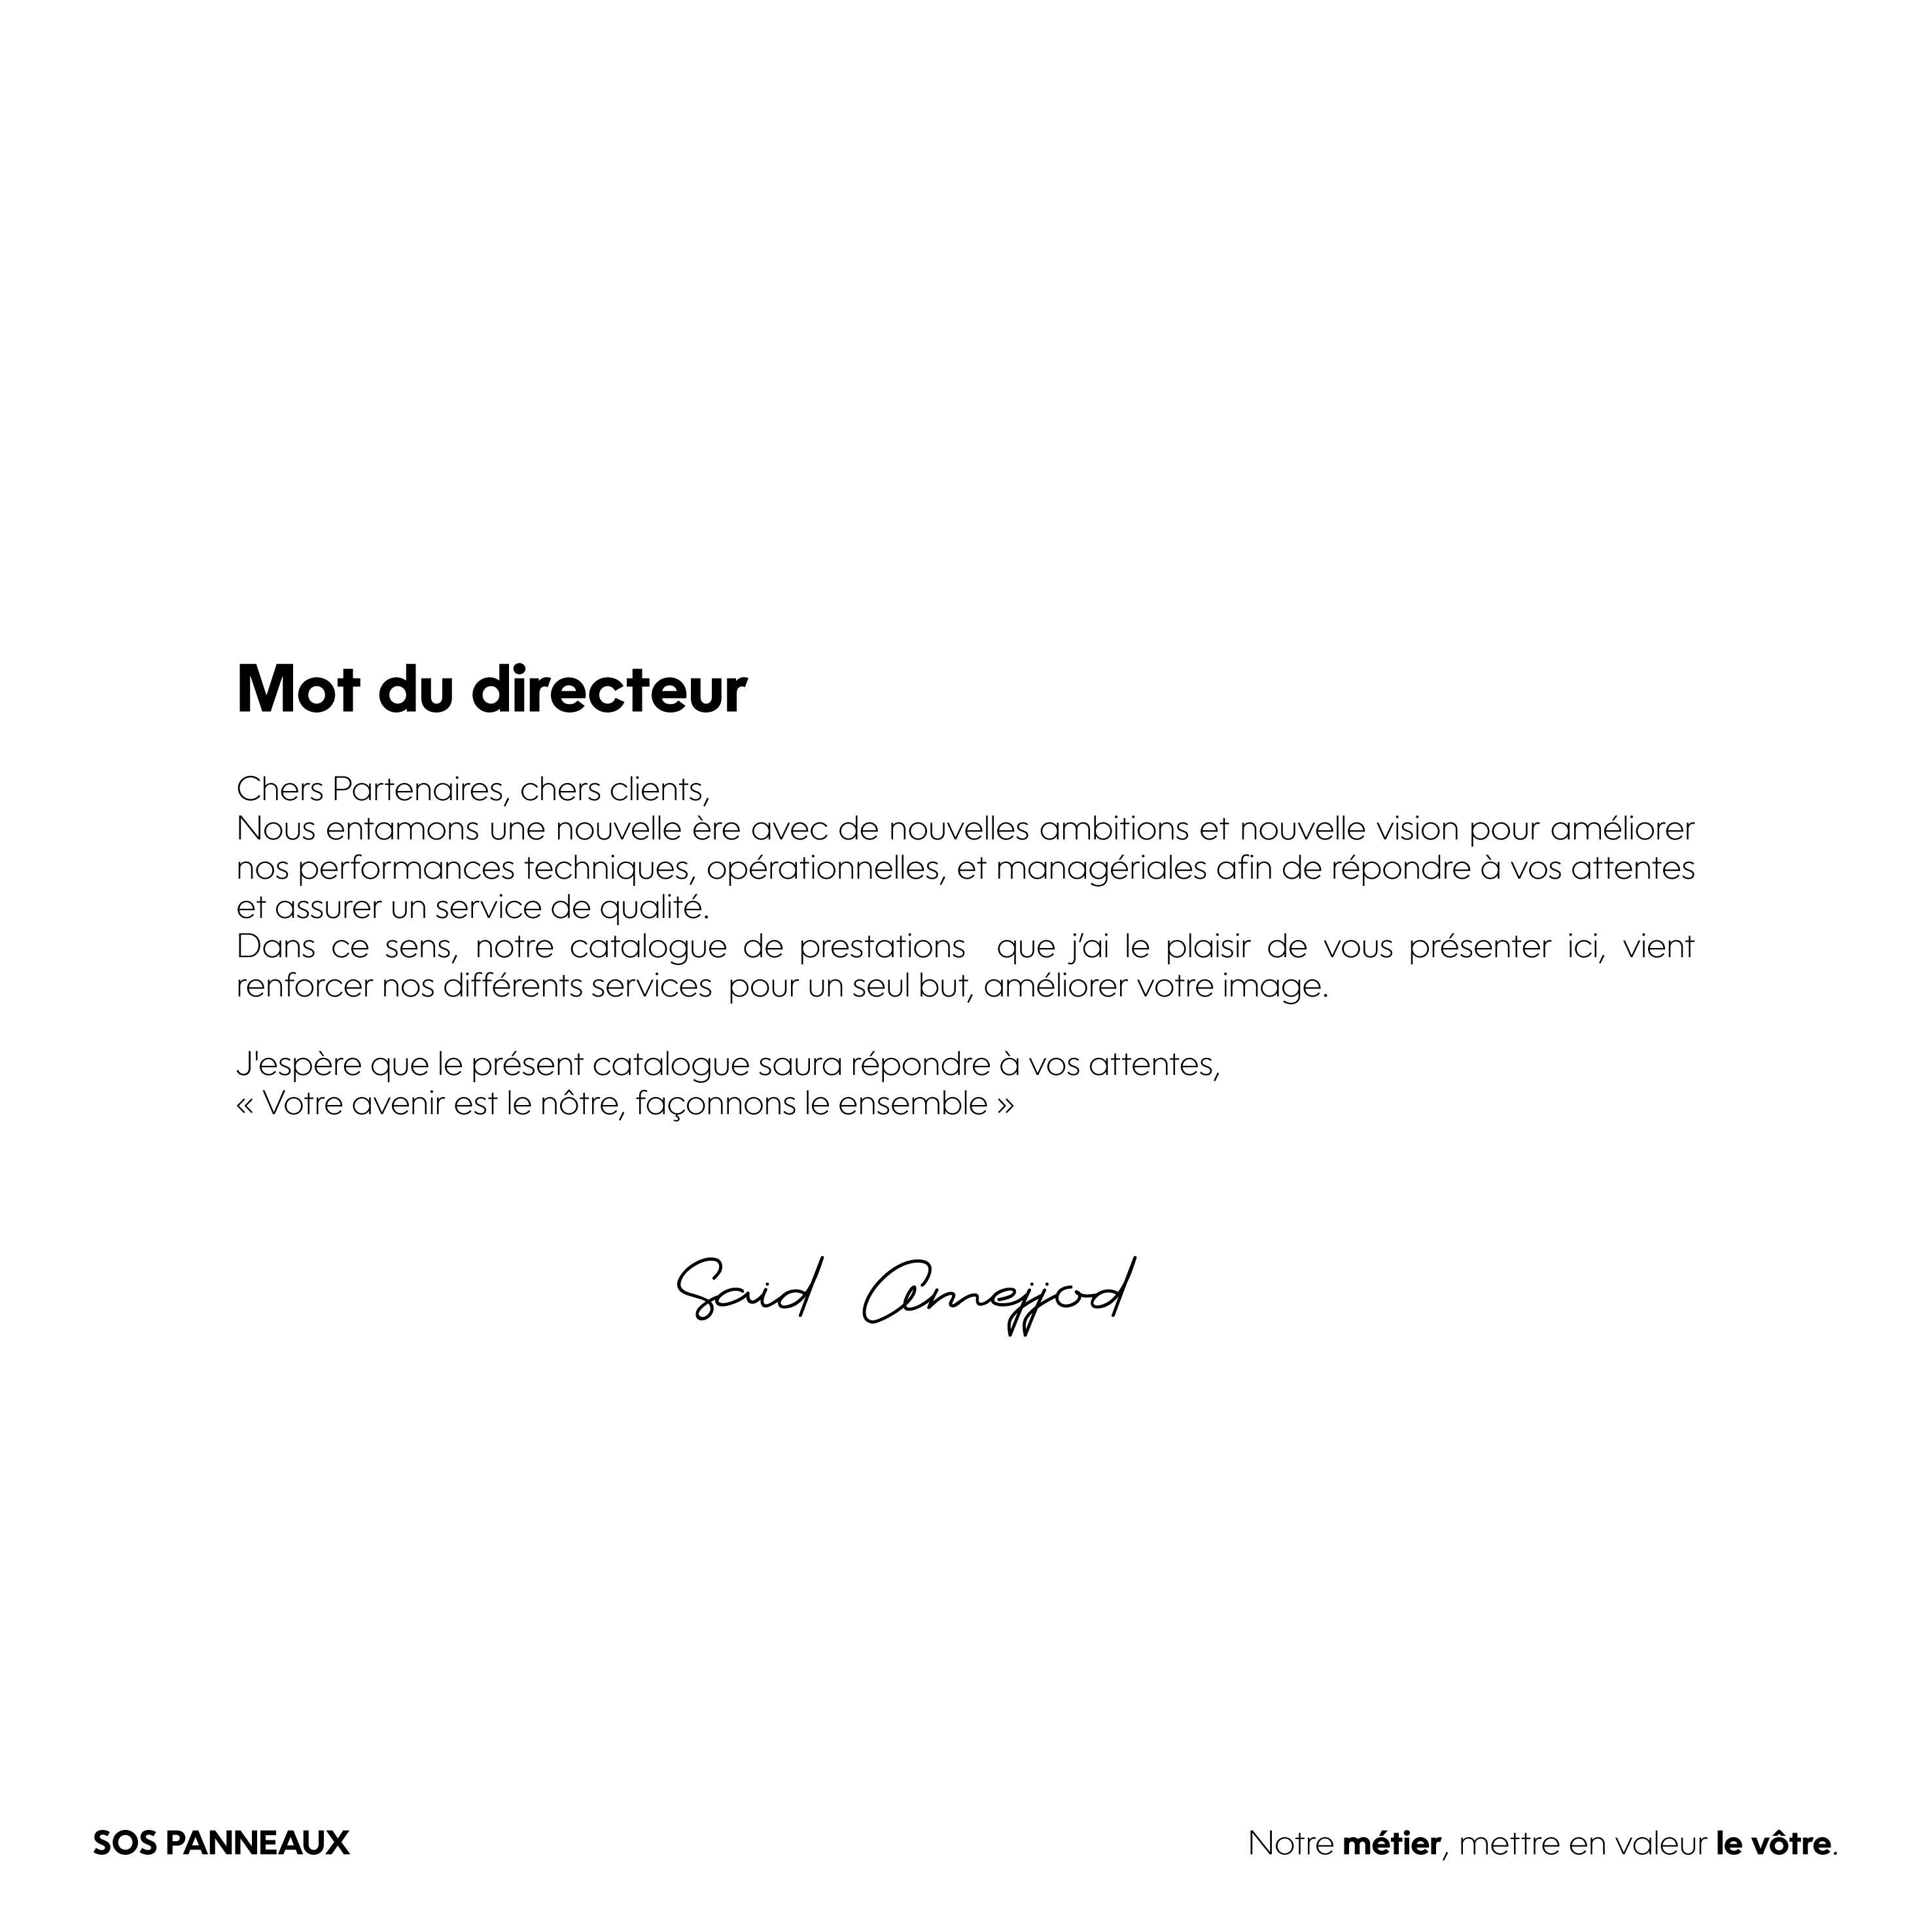 Mot du directeur
Chers Partenaires, chers clients,
Nous entamons une nouvelle ère avec de nouvelles ambitions et nouvelle vision pour améliorer
nos performances techniques, opérationnelles, et managériales afin de répondre à vos attentes
et assurer un service de qualité.
Dans ce sens, notre catalogue de prestations  que j’ai le plaisir de vous présenter ici, vient
renforcer nos différents services  pour un seul but, améliorer votre image.
J'espère que le présent catalogue saura répondre à vos attentes,
« Votre avenir est le nôtre, façonnons le ensemble »
Said Amejjod
SOS PANNEAUX
Notre métier, mettre en valeur le vôtre.